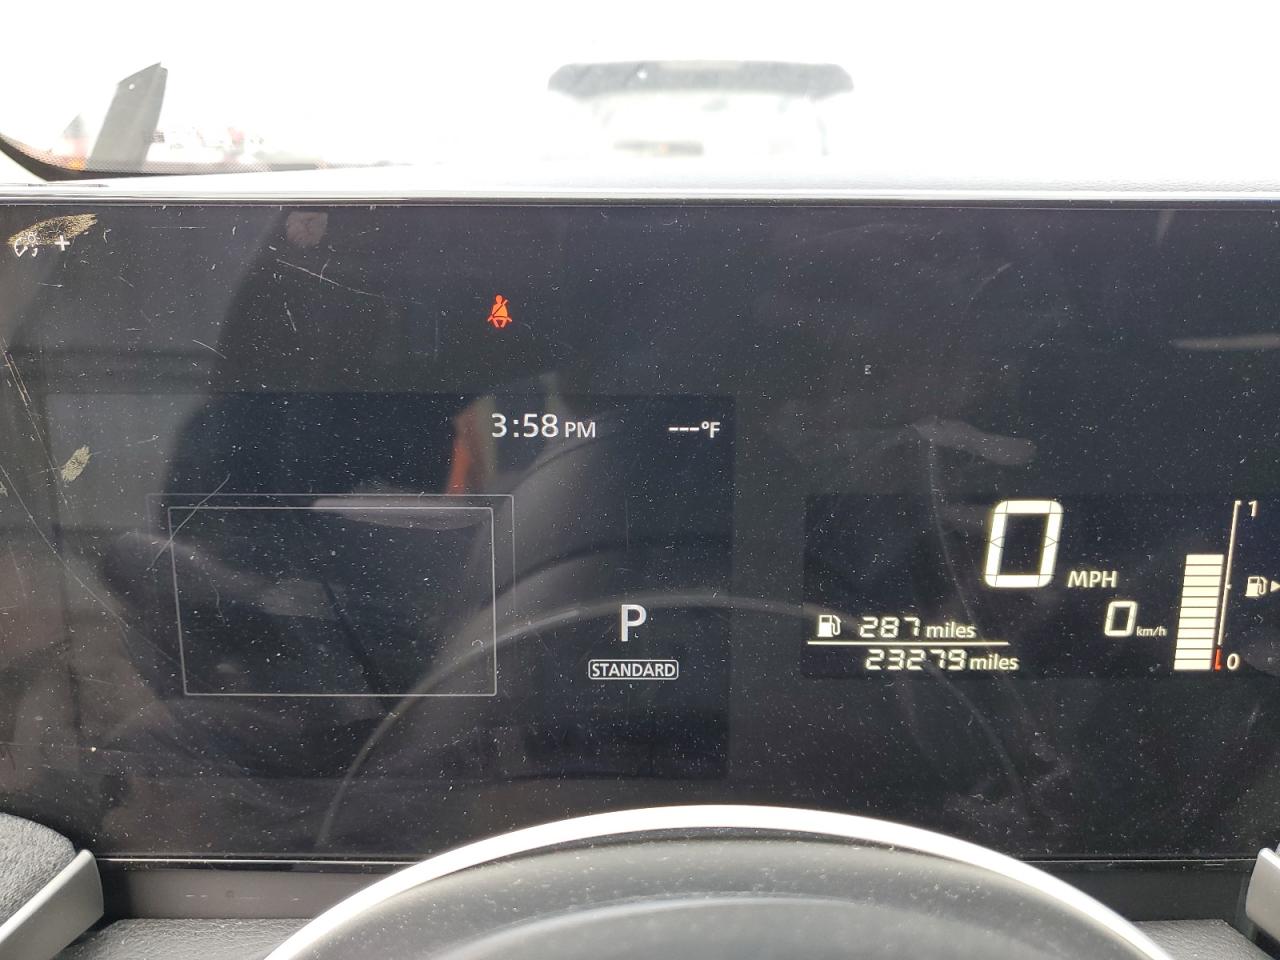 +
E
3:58 PM ---°F
0 MPH
1
0 km/h
P
287 miles
STANDARD
23279 miles
0